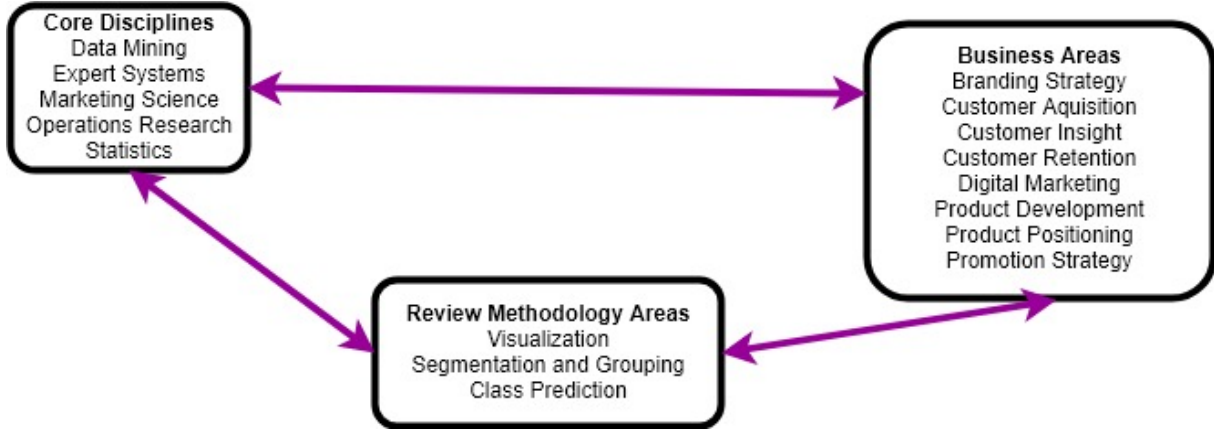 Core Disciplines
Data Mining
Expert Systems
Marketing Science
Operations Research
Statistics
Business Areas
Branding Strategy
Customer Aquisition
Customer Insight
Customer Retention
Digital Marketing
Product Development
Product Positioning
Promotion Strategy
Review Methodology Areas
Visualization
Segmentation and Grouping
Class Prediction